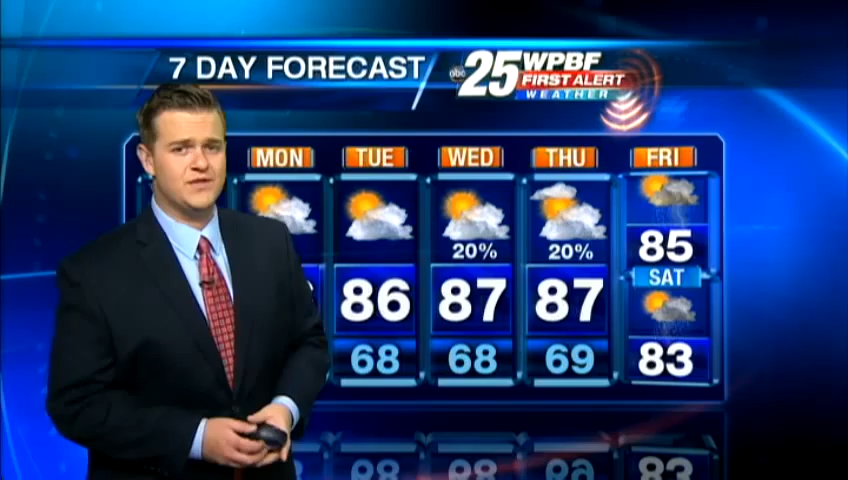 7 DAY FORECAST
abc 25 WPBF
FIRST ALERT
WEATHER
MON TUE WED THU FRI
20% 20%
85
SAT
86 87 87
68 68 69
83